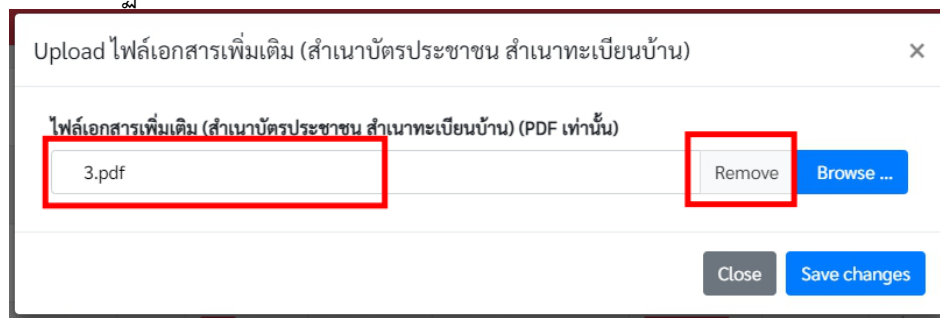 Upload ไฟล์เอกสารเพิ่มเติม (สำเนาบัตรประชาชน สำเนาทะเบียนบ้าน) ×
ไฟล์เอกสารเพิ่มเติม (สำเนาบัตรประชาชน สำเนาทะเบียนบ้าน) (PDF เท่านั้น)
3.pdf Remove Browse ...
Close Save changes